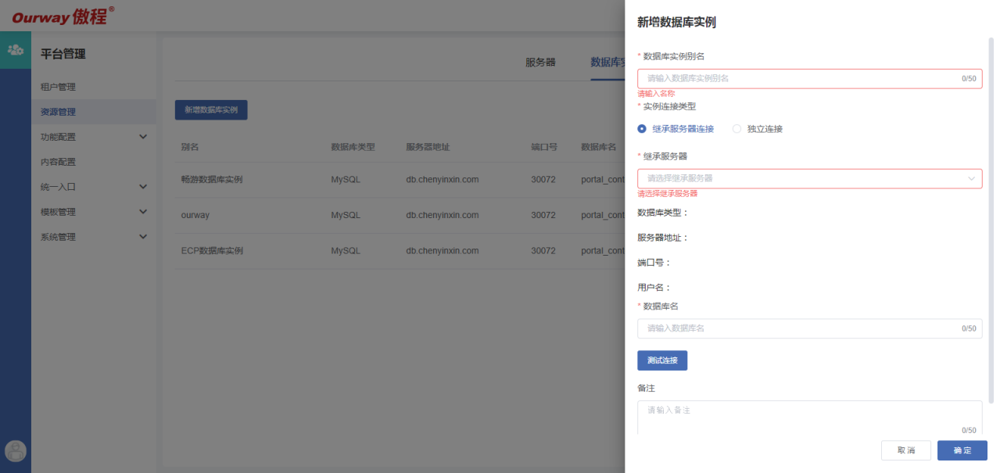 Ourway 傲程®
平台管理
租户管理
资源管理
功能配置
内容配置
统一入口
模板管理
系统管理
服务器 数据库实
新增数据库实例
别名 数据库类型 服务器地址 端口号 数据库名
畅游数据库实例 MySQL db.chenyinxin.com 30072 portal_cont
ourway MySQL db.chenyinxin.com 30072 portal_cont
ECP数据库实例 MySQL db.chenyinxin.com 30072 portal_cont
新增数据库实例
* 数据库实例别名
请输入数据库实例别名 0/50
请输入名称
* 实例连接类型
继承服务器连接 独立连接
* 继承服务器
请选择继承服务器
请选择继承服务器
数据库类型：
服务器地址：
端口号：
用户名：
* 数据库名
请输入数据库名 0/50
测试连接
备注
请输入备注
0/50
取消 确定